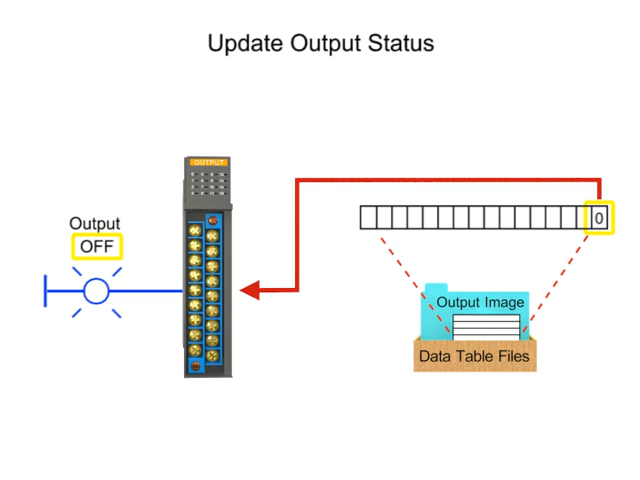 Update Output Status
OUTPUT
Output
OFF
0
Output Image
Data Table Files